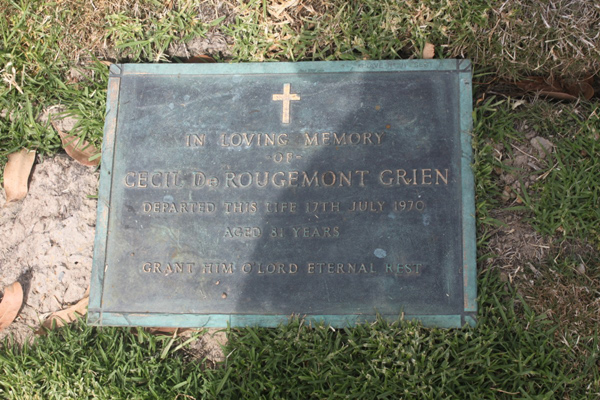 IN LOVING MEMORY
OF
CECIL De ROUGEMONT GRIEN
DEPARTED THIS LIFE 17TH JULY 1970
AGED 81 YEARS
GRANT HIM O'LORD ETERNAL REST